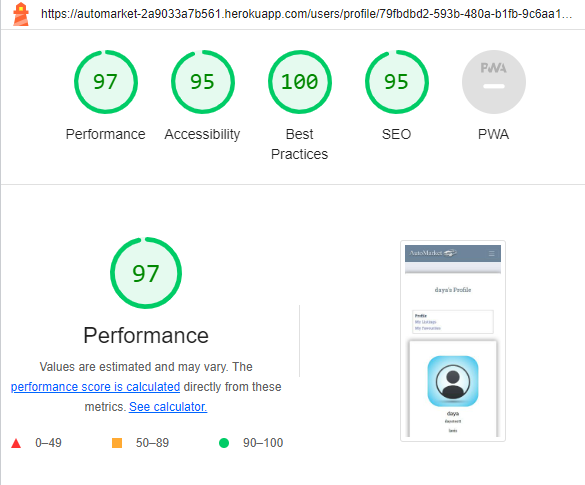 https://automarket-2a9033a7b561.herokuapp.com/users/profile/79fbdbd2-593b-480a-b1fb-9c6aa1...
97
95
100
95
PWA
Performance
Accessibility
Best
Practices
SEO
PWA
97
Performance
Values are estimated and may vary. The
performance score is calculated directly from these
metrics. See calculator.
0–49
50–89
90–100
AutoMarket
daya's Profile
Profile
My Listings
My Favourites
daya